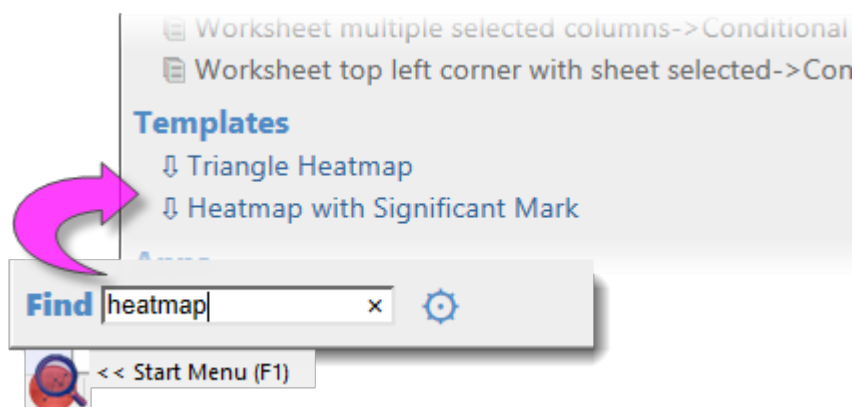 Worksheet multiple selected columns->Conditional
Worksheet top left corner with sheet selected->Con
Templates
⇩ Triangle Heatmap
⇩ Heatmap with Significant Mark
Apps
Find heatmap ×
<< Start Menu (F1)